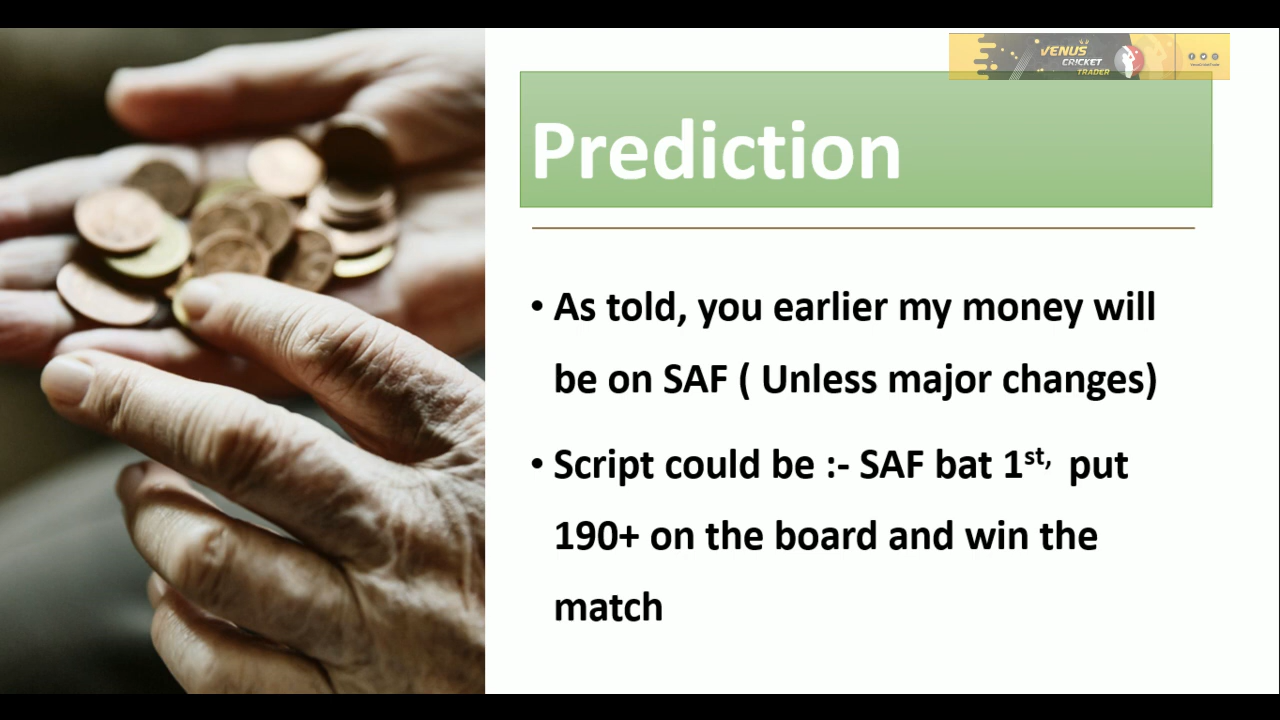 VENUS
CRICKET
TRADER
Prediction
• As told, you earlier my money will
be on SAF ( Unless major changes)
• Script could be :- SAF bat 1st, put
190+ on the board and win the
match